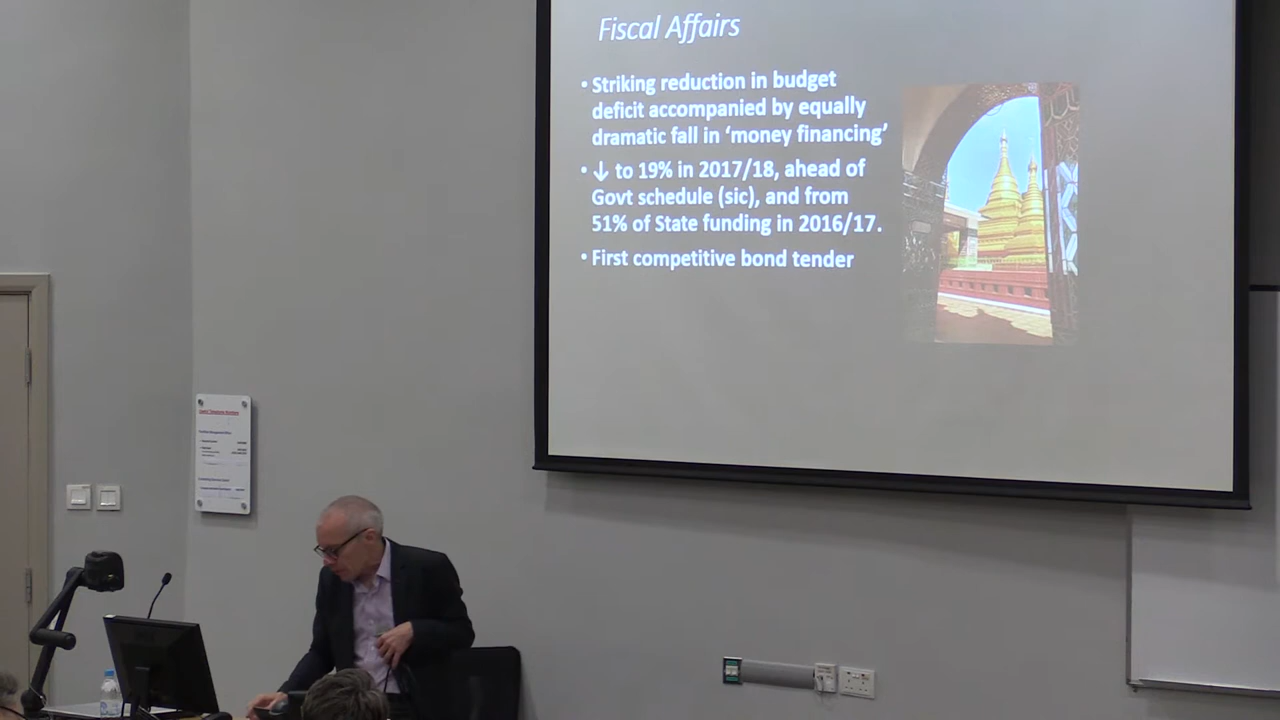 Fiscal Affairs
• Striking reduction in budget
deficit accompanied by equally
dramatic fall in ‘money financing’
• ↓ to 19% in 2017/18, ahead of
Govt schedule (sic), and from
51% of State funding in 2016/17.
• First competitive bond tender